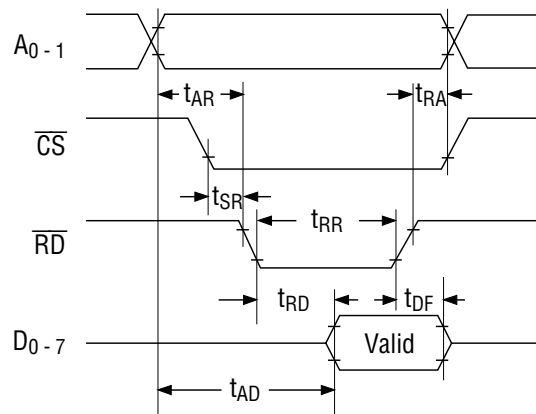 A0 - 1
tAR
tRA
CS
tSR
RD
tRR
tRD
tDF
D0 - 7
Valid
tAD